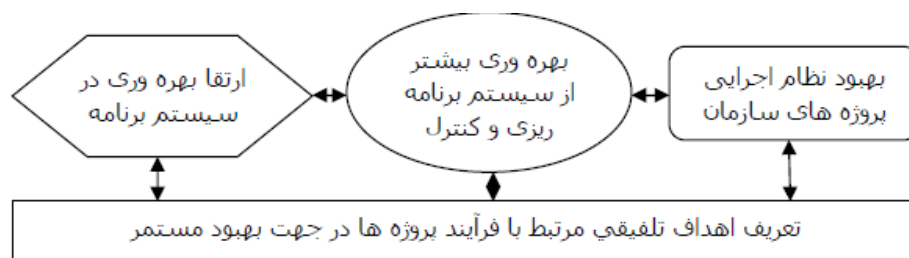 بهبود نظام اجرایی
پروژه های سازمان
بهره وری بیشتر
از سیستم برنامه
ریزی و کنترل
ارتقا بهره وری در
سیستم برنامه
تعریف اهداف تلفیقي مرتبط با فرآیند پروژه ها در جهت بهبود مستمر